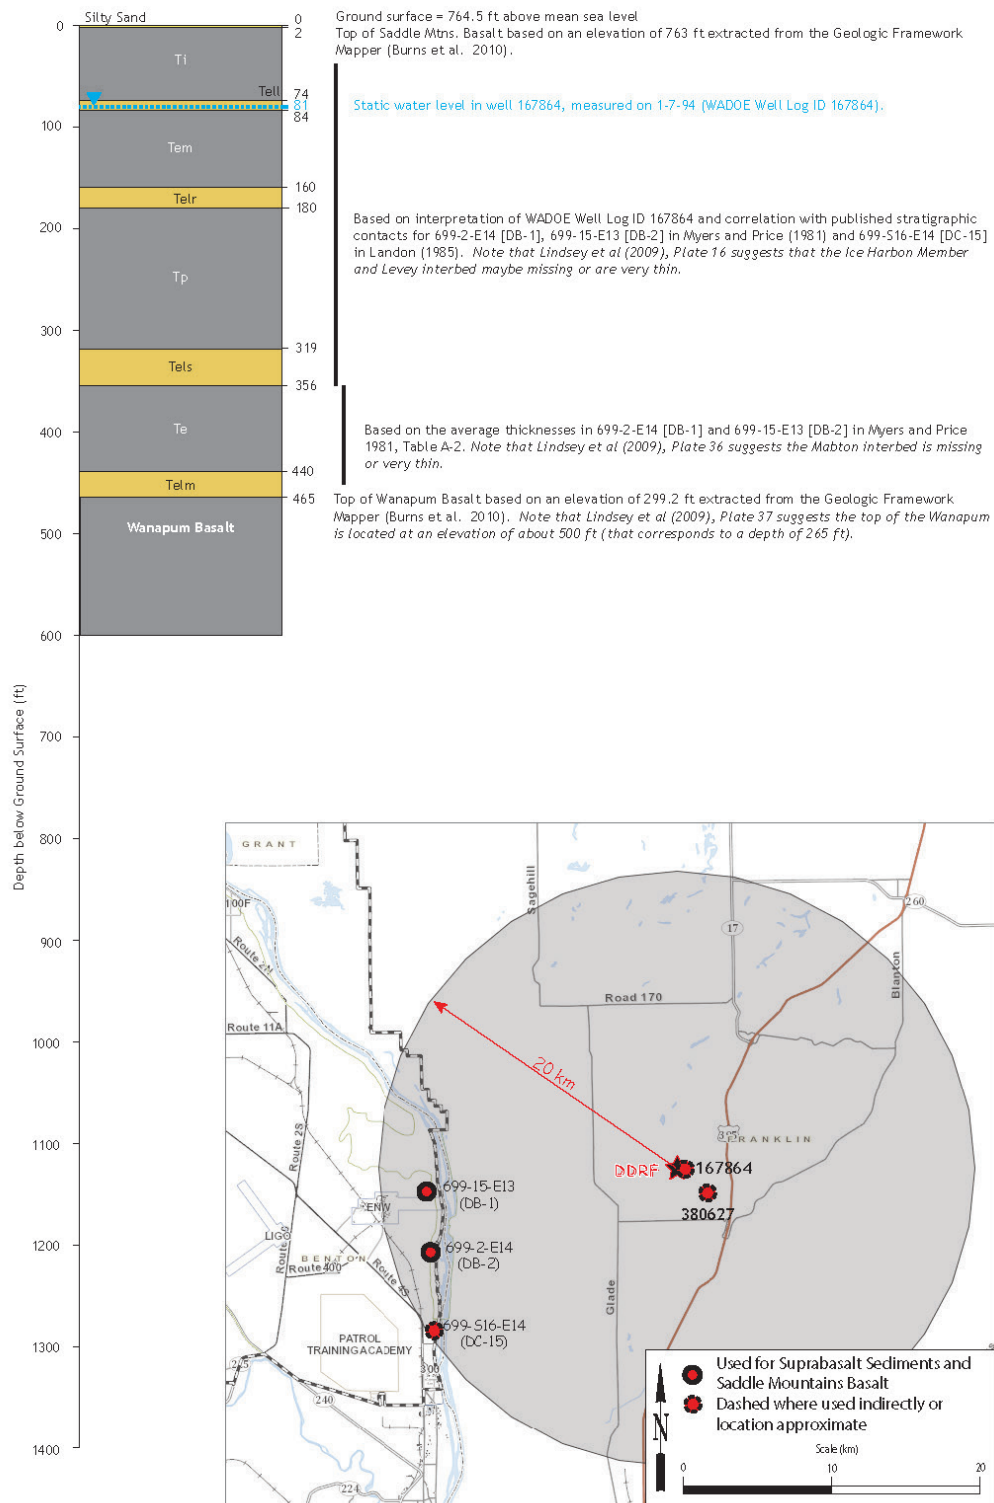 Silty Sand
0
0
2
Ground surface = 764.5 ft above mean sea level
Top of Saddle Mtns. Basalt based on an elevation of 763 ft extracted from the Geologic Framework
Mapper (Burns et al. 2010).
Ti
Tell
74
81
84
Static water level in well 167864, measured on 1-7-94 (WADOE Well Log ID 167864).
100
Tem
160
Telr
180
200
Based on interpretation of WADOE Well Log ID 167864 and correlation with published stratigraphic
contacts for 699-2-E14 [DB-1], 699-15-E13 [DB-2] in Myers and Price (1981) and 699-S16-E14 [DC-15]
in Landon (1985). Note that Lindsey et al (2009), Plate 16 suggests that the Ice Harbon Member
and Levey interbed maybe missing or are very thin.
Tp
300
319
Tels
356
400
Te
Based on the average thicknesses in 699-2-E14 [DB-1] and 699-15-E13 [DB-2] in Myers and Price
1981, Table A-2. Note that Lindsey et al (2009), Plate 36 suggests the Mabton interbed is missing
or very thin.
440
Telm
465
Top of Wanapum Basalt based on an elevation of 299.2 ft extracted from the Geologic Framework
Mapper (Burns et al. 2010). Note that Lindsey et al (2009), Plate 37 suggests the top of the Wanapum
is located at an elevation of about 500 ft (that corresponds to a depth of 265 ft).
Wanapum Basalt
500
600
Depth below Ground Surface (ft)
700
800
900
1000
1100
1200
1300
1400
GRANT
100F
Route 2N
Route 11A
Route 2S
Sagehill
17
260
Blanton
Road 170
20 km
395
FRANKLIN
DDRF
167864
380627
699-15-E13
(DB-1)
ENW
LIGO
699-2-E14
(DB-2)
BENTON
Route 400
Route 4S
Glade
699-S16-E14
(DC-15)
PATROL
TRAINING ACADEMY
300
225
240
224
Used for Suprabasalt Sediments and
Saddle Mountains Basalt
Dashed where used indirectly or
location approximate
N
Scale (km)
0
10
20